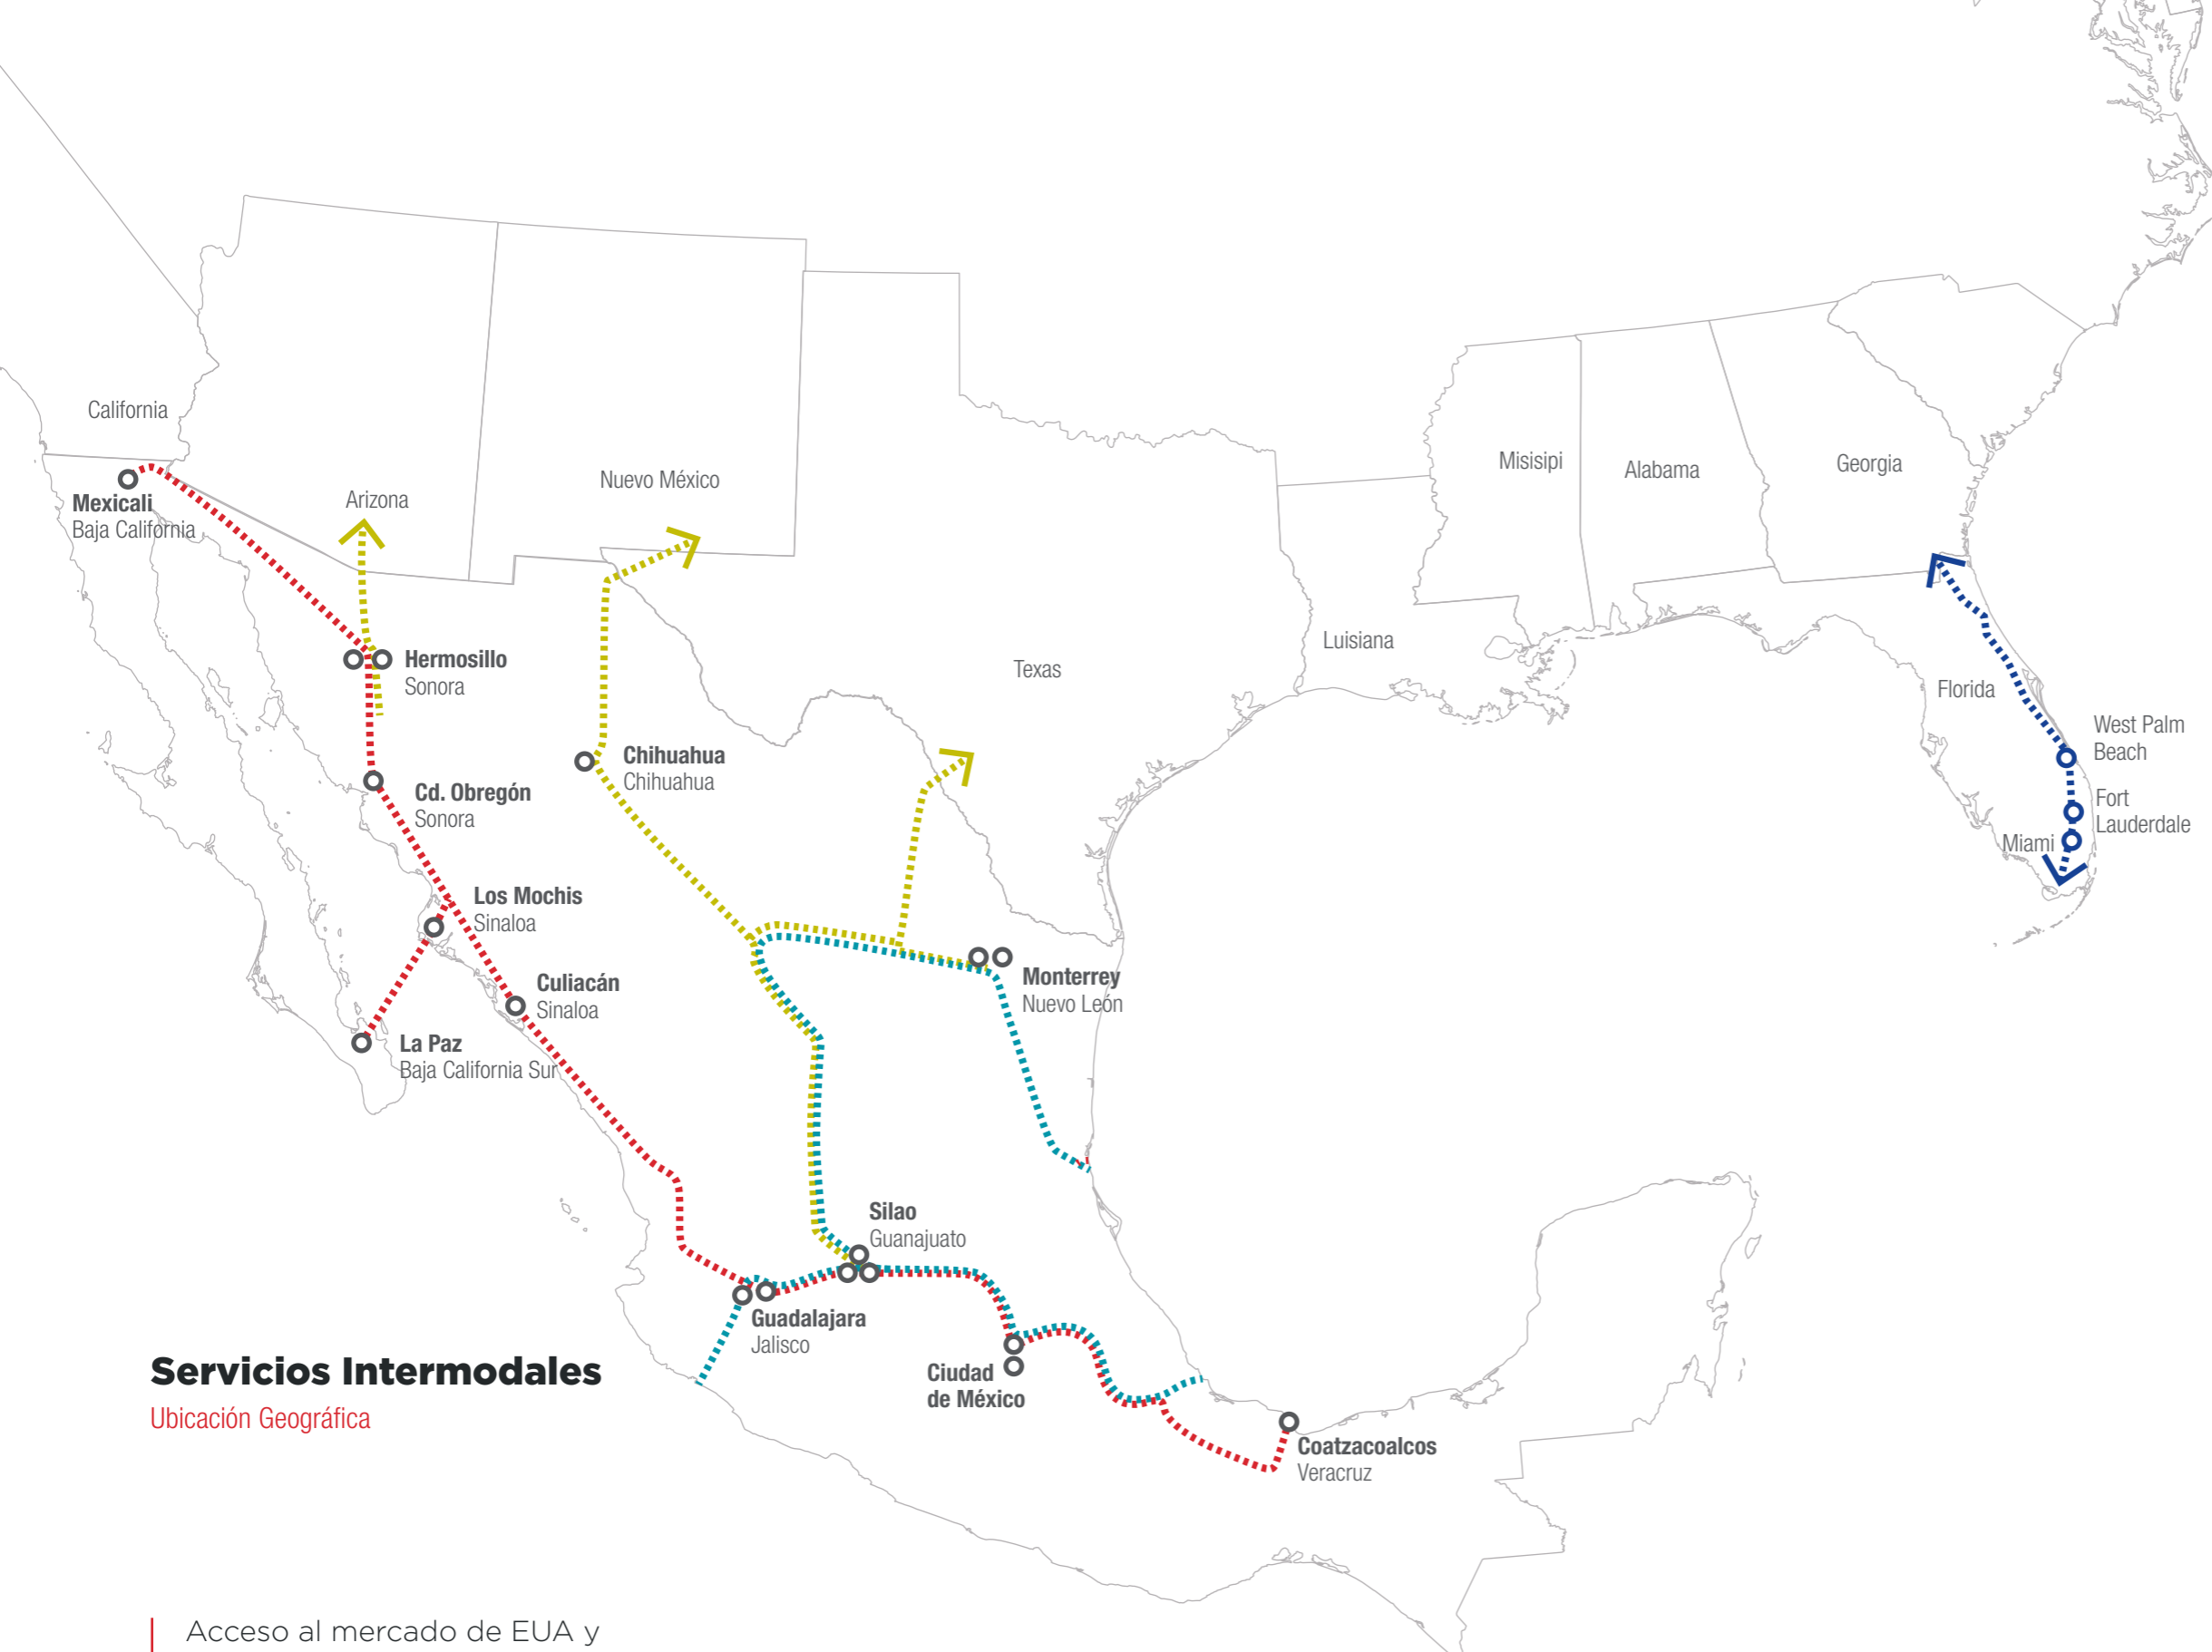 California
Mexicali
Baja California
Arizona
Nuevo México
Misisipi
Alabama
Georgia
Hermosillo
Sonora
Texas
Luisiana
Florida
West Palm
Beach
Fort
Lauderdale
Miami
Chihuahua
Chihuahua
Cd. Obregón
Sonora
Los Mochis
Sinaloa
Culiacán
Sinaloa
Monterrey
Nuevo León
La Paz
Baja California Sur
Silao
Guanajuato
Guadalajara
Jalisco
Ciudad
de México
Coatzacoalcos
Veracruz
Servicios Intermodales
Ubicación Geográfica
Acceso al mercado de EUA y